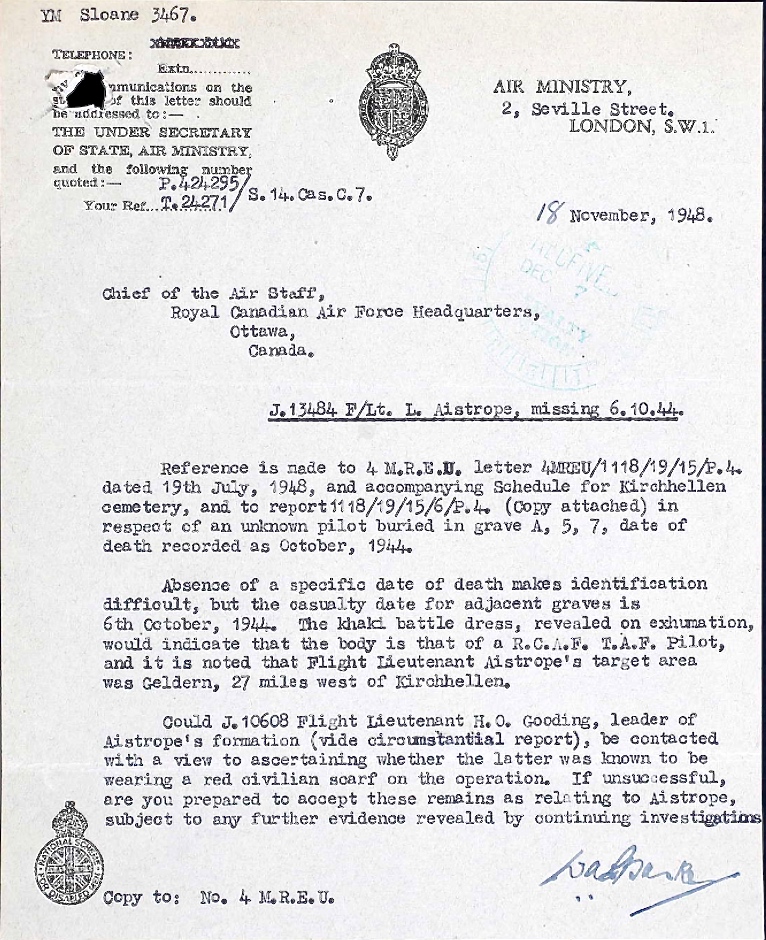 YM Sloane 3467.
TELEPHONE:
Extn...........
communications on the
of this letter should
be addressed to:—
THE UNDER SECRETARY
OF STATE, AIR MINISTRY,
and the following number
quoted:— P.424295/S.14.Cas.C.7.
Your Ref. T.24271/
AIR MINISTRY,
2, Seville Street.
LONDON, S.W.1.
18 November, 1948.
RECEIVED
DEC 7
Chief of the Air Staff,
Royal Canadian Air Force Headquarters,
Ottawa,
Canada.
J.13484 F/Lt. L. Aistrope, missing 6.10.44.
Reference is made to 4 M.R.E.U. letter 4MREU/1118/19/15/P.4.
dated 19th July, 1948, and accompanying Schedule for Kirchhellen
cemetery, and to report 1118/19/15/6/P.4. (Copy attached) in
respect of an unknown pilot buried in grave A, 5, 7, date of
death recorded as October, 1944.
Absence of a specific date of death makes identification
difficult, but the casualty date for adjacent graves is
6th October, 1944. The khaki battle dress, revealed on exhumation,
would indicate that the body is that of a R.C.A.F. T.A.F. Pilot,
and it is noted that Flight Lieutenant Aistrope's target area
was Geldern, 27 miles west of Kirchhellen.
Could J.10608 Flight Lieutenant H.O. Gooding, leader of
Aistrope's formation (vide circumstantial report), be contacted
with a view to ascertaining whether the latter was known to be
wearing a red civilian scarf on the operation. If unsuccessful,
are you prepared to accept these remains as relating to Aistrope,
subject to any further evidence revealed by continuing investigations
NATIONAL SCHEME
FOR DISABLED MEN
Copy to: No. 4 M.R.E.U.